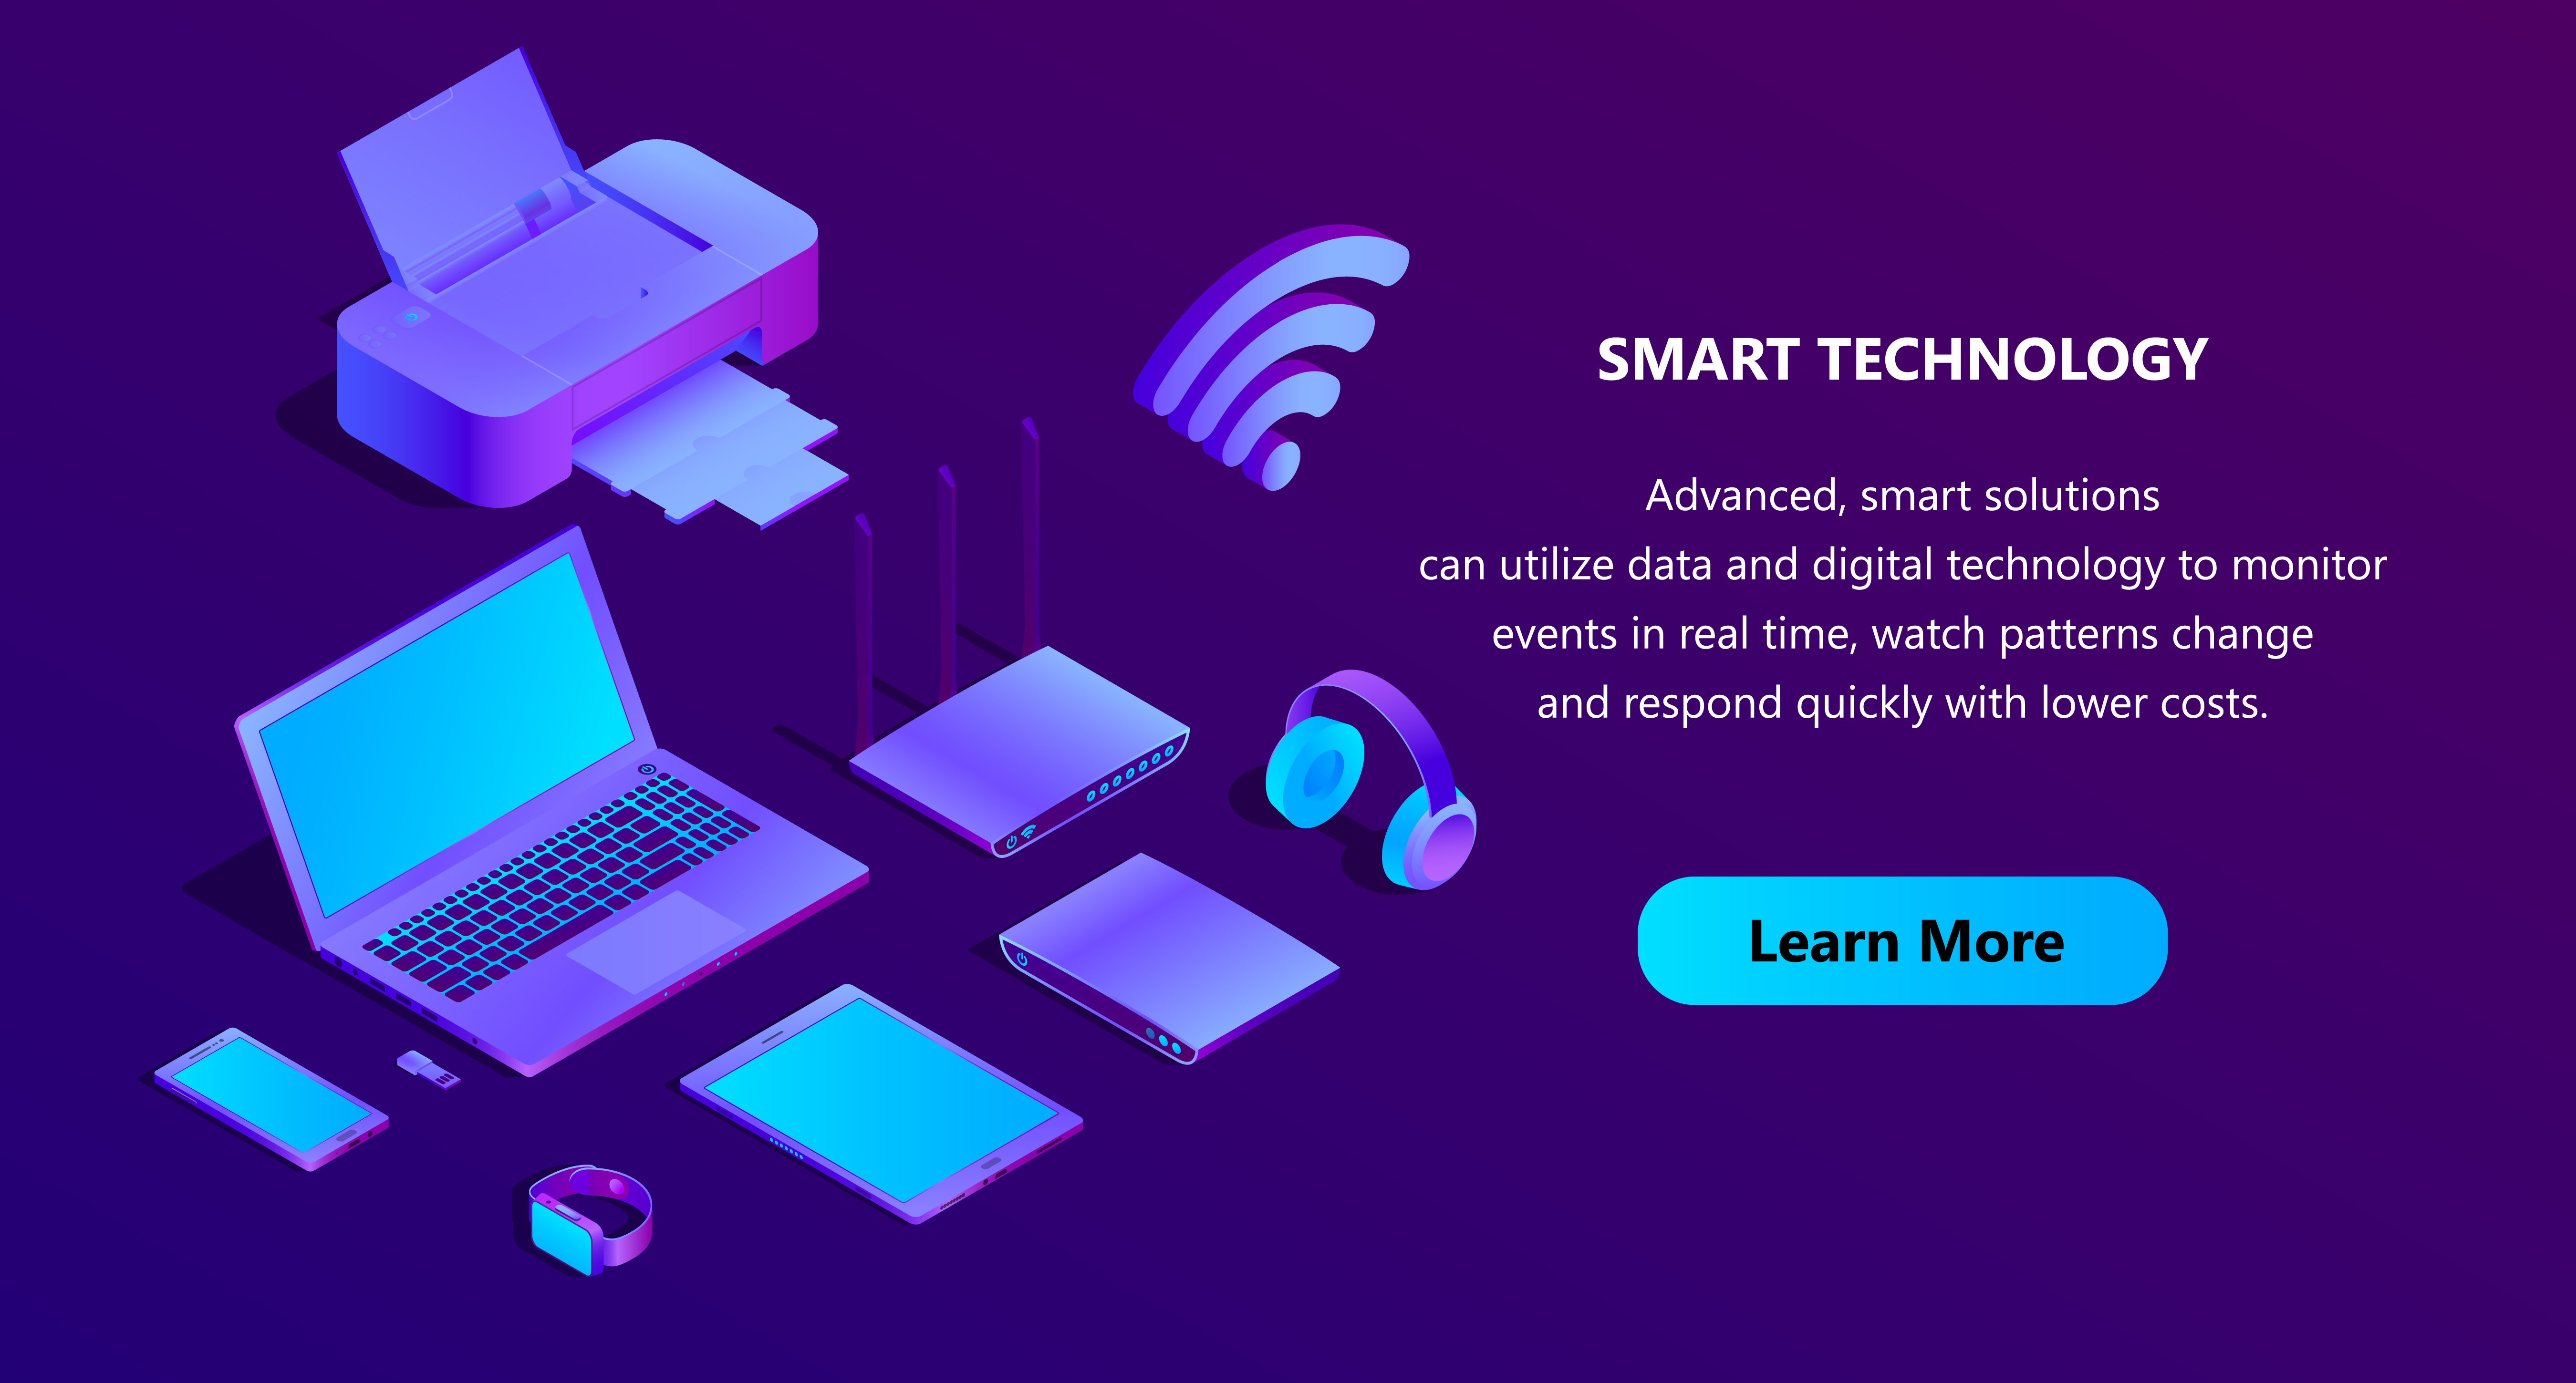 SMART TECHNOLOGY
Advanced, smart solutions
can utilize data and digital technology to monitor
events in real time, watch patterns change
and respond quickly with lower costs.
Learn More